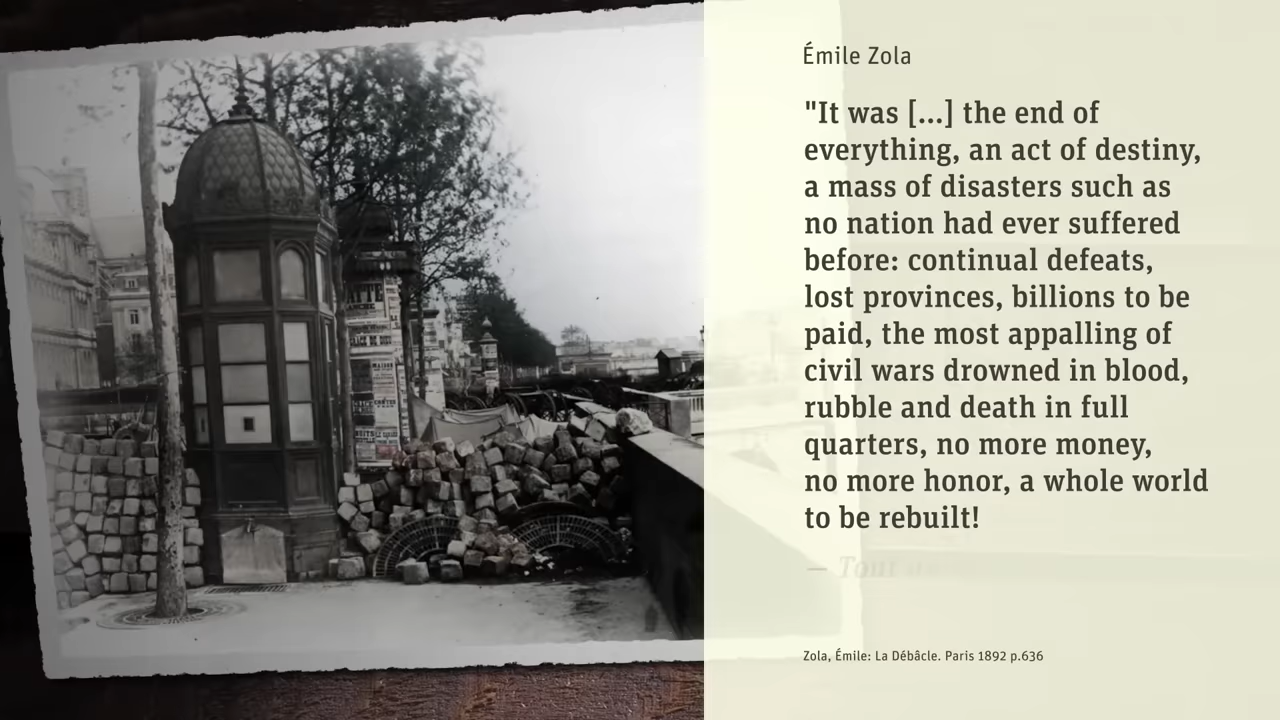 Émile Zola
"It was [...] the end of
everything, an act of destiny,
a mass of disasters such as
no nation had ever suffered
before: continual defeats,
lost provinces, billions to be
paid, the most appalling of
civil wars drowned in blood,
rubble and death in full
quarters, no more money,
no more honor, a whole world
to be rebuilt!
— Tout
Zola, Émile: La Débâcle. Paris 1892 p.636